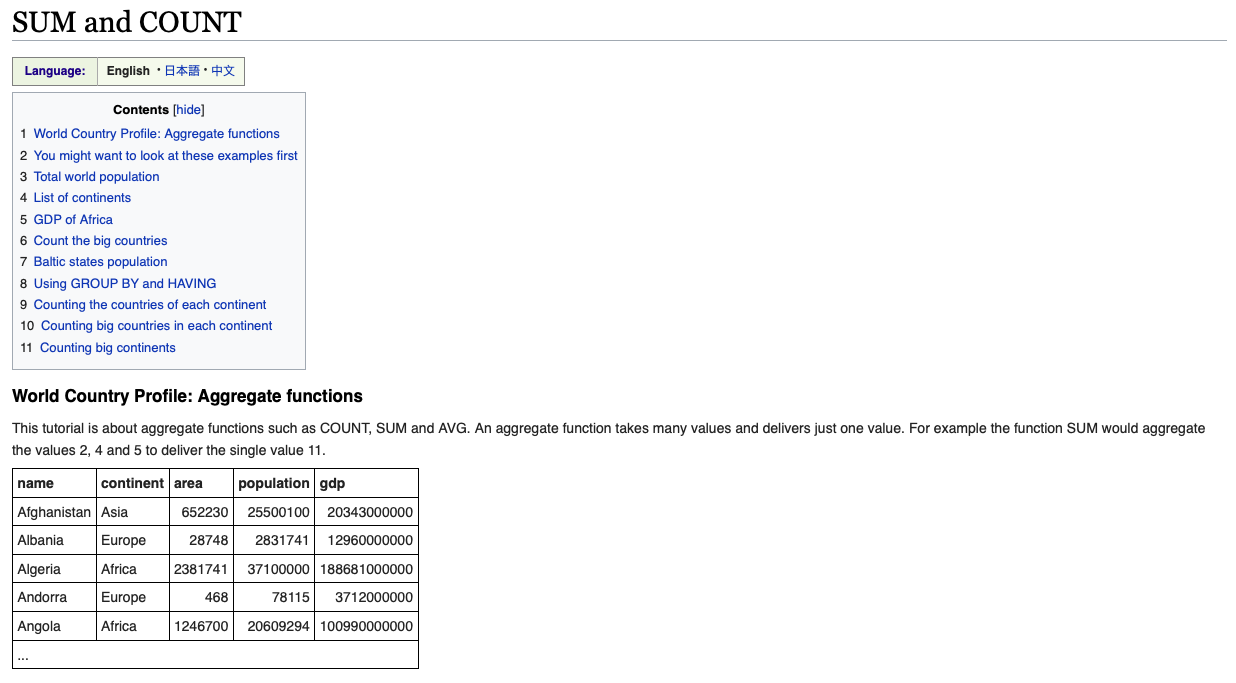 SUM and COUNT
Language: English • 日本語 • 中文
Contents [hide]
1 World Country Profile: Aggregate functions
2 You might want to look at these examples first
3 Total world population
4 List of continents
5 GDP of Africa
6 Count the big countries
7 Baltic states population
8 Using GROUP BY and HAVING
9 Counting the countries of each continent
10 Counting big countries in each continent
11 Counting big continents
World Country Profile: Aggregate functions
This tutorial is about aggregate functions such as COUNT, SUM and AVG. An aggregate function takes many values and delivers just one value. For example the function SUM would aggregate
the values 2, 4 and 5 to deliver the single value 11.
name continent area population gdp
Afghanistan Asia 652230 25500100 20343000000
Albania Europe 28748 2831741 12960000000
Algeria Africa 2381741 37100000 188681000000
Andorra Europe 468 78115 3712000000
Angola Africa 1246700 20609294 100990000000
...